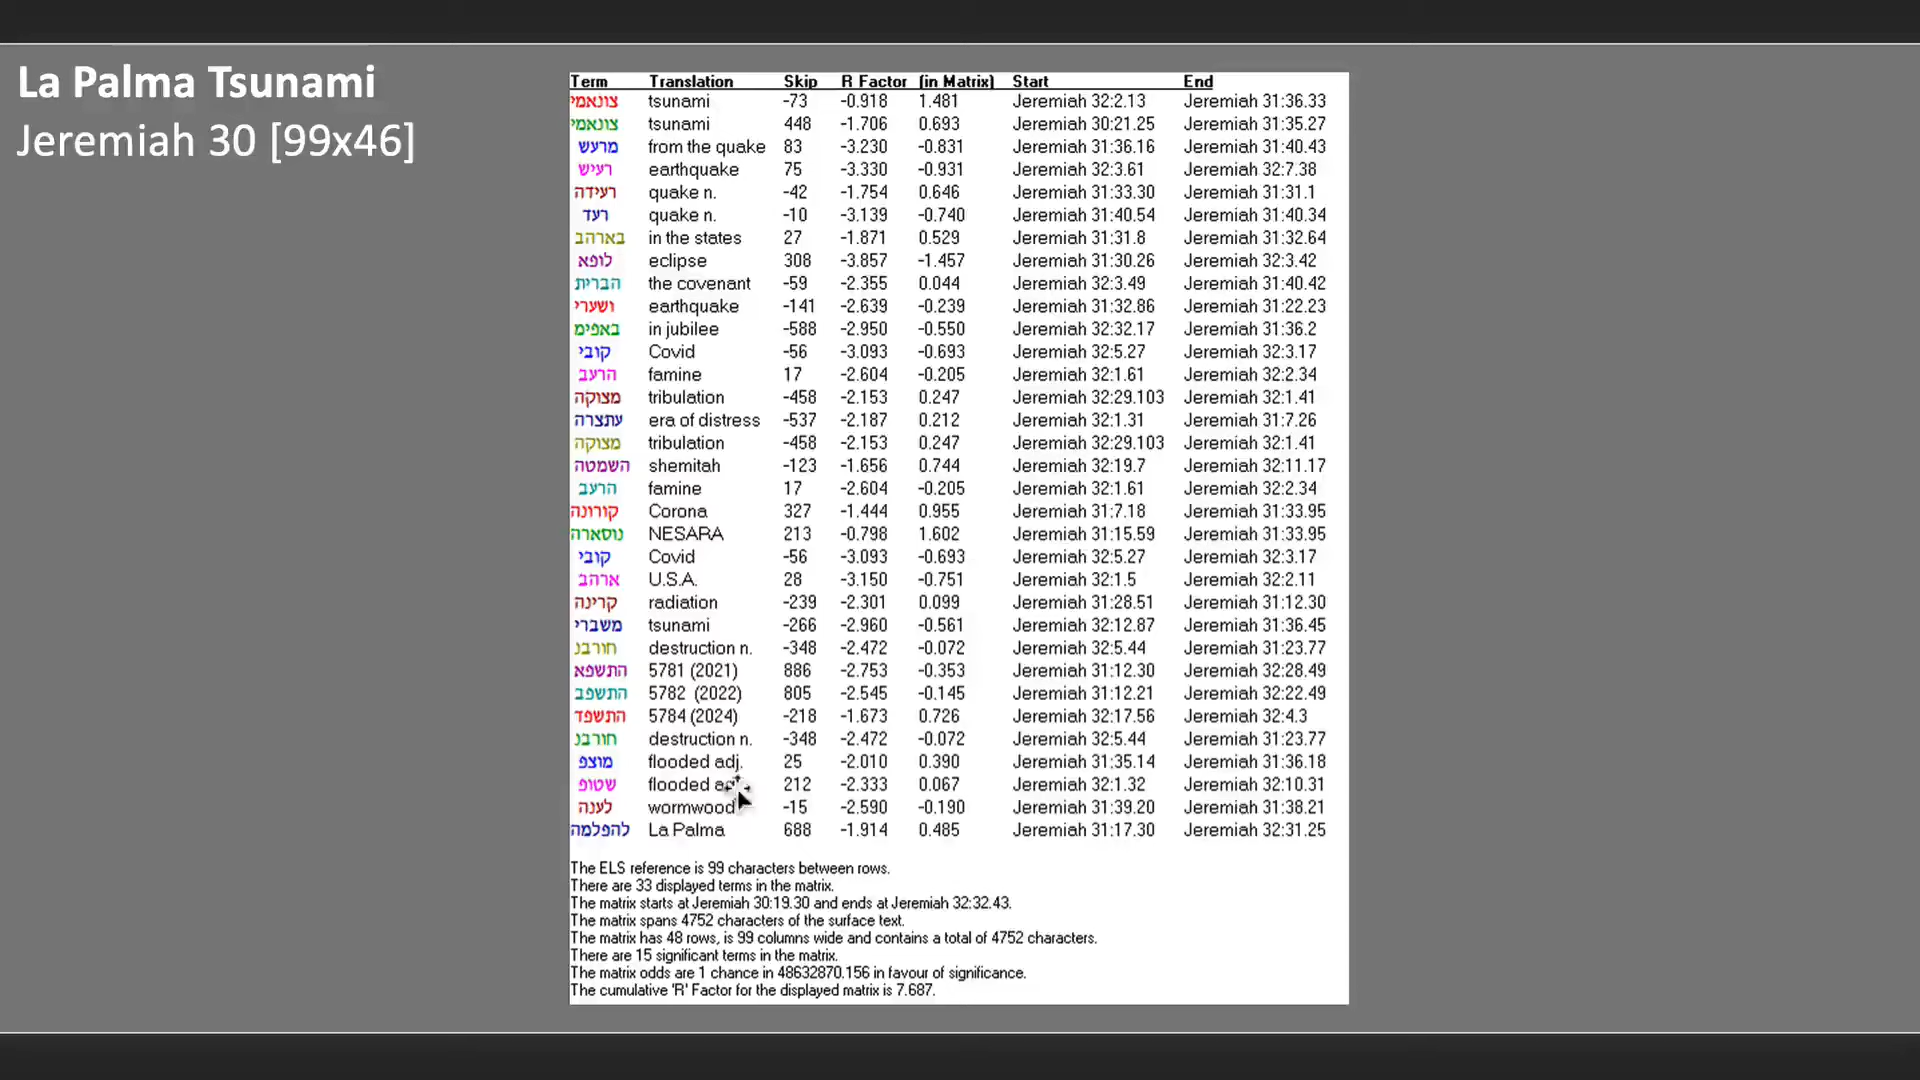 La Palma Tsunami
Jeremiah 30 [99x46]
Term Translation Skip R Factor (in Matrix) Start End
צונאמי tsunami -73 -0.918 1.481 Jeremiah 32:2.13 Jeremiah 31:36.33
צונאמי tsunami 448 -1.706 0.693 Jeremiah 30:21.25 Jeremiah 31:35.27
מרעש from the quake 83 -3.230 -0.831 Jeremiah 31:36.16 Jeremiah 31:40.43
רעיש earthquake 75 -3.330 -0.931 Jeremiah 32:3.61 Jeremiah 32:7.38
רעידה quake n. -42 -1.754 0.646 Jeremiah 31:33.30 Jeremiah 31:31.1
רעד quake n. -10 -3.139 -0.740 Jeremiah 31:40.54 Jeremiah 31:40.34
בארהב in the states 27 -1.871 0.529 Jeremiah 31:31.8 Jeremiah 31:32.64
לופא eclipse 308 -3.857 -1.457 Jeremiah 31:30.26 Jeremiah 32:3.42
הברית the covenant -59 -2.355 0.044 Jeremiah 32:3.49 Jeremiah 31:40.42
ושערי earthquake -141 -2.639 -0.239 Jeremiah 31:32.86 Jeremiah 31:22.23
באפימ in jubilee -588 -2.950 -0.550 Jeremiah 32:32.17 Jeremiah 31:36.2
קובי Covid -56 -3.093 -0.693 Jeremiah 32:5.27 Jeremiah 32:3.17
הרעב famine 17 -2.604 -0.205 Jeremiah 32:1.61 Jeremiah 32:2.34
מצוקה tribulation -458 -2.153 0.247 Jeremiah 32:29.103 Jeremiah 32:1.41
עתצרה era of distress -537 -2.187 0.212 Jeremiah 32:1.31 Jeremiah 31:7.26
מצוקה tribulation -458 -2.153 0.247 Jeremiah 32:29.103 Jeremiah 32:1.41
השמטה shemitah -123 -1.656 0.744 Jeremiah 32:19.7 Jeremiah 32:11.17
הרעב famine 17 -2.604 -0.205 Jeremiah 32:1.61 Jeremiah 32:2.34
קורונה Corona 327 -1.444 0.955 Jeremiah 31:7.18 Jeremiah 31:33.95
נוסארה NESARA 213 -0.798 1.602 Jeremiah 31:15.59 Jeremiah 31:33.95
קובי Covid -56 -3.093 -0.693 Jeremiah 32:5.27 Jeremiah 32:3.17
ארהב U.S.A. 28 -3.150 -0.751 Jeremiah 32:1.5 Jeremiah 32:2.11
קרינה radiation -239 -2.301 0.099 Jeremiah 31:28.51 Jeremiah 31:12.30
משברי tsunami -266 -2.960 -0.561 Jeremiah 32:12.87 Jeremiah 31:36.45
חורבנ destruction n. -348 -2.472 -0.072 Jeremiah 32:5.44 Jeremiah 31:23.77
התשפא 5781 (2021) 886 -2.753 -0.353 Jeremiah 31:12.30 Jeremiah 32:28.49
התשפב 5782 (2022) 805 -2.545 -0.145 Jeremiah 31:12.21 Jeremiah 32:22.49
התשפד 5784 (2024) -218 -1.673 0.726 Jeremiah 32:17.56 Jeremiah 32:4.3
חורבנ destruction n. -348 -2.472 -0.072 Jeremiah 32:5.44 Jeremiah 31:23.77
מוצפ flooded adj. 25 -2.010 0.390 Jeremiah 31:35.14 Jeremiah 31:36.18
שטופ flooded 212 -2.333 0.067 Jeremiah 32:1.32 Jeremiah 32:10.31
לענה wormwood -15 -2.590 -0.190 Jeremiah 31:39.20 Jeremiah 31:38.21
להפלמה La Palma 688 -1.914 0.485 Jeremiah 31:17.30 Jeremiah 32:31.25
The ELS reference is 99 characters between rows.
There are 33 displayed terms in the matrix.
The matrix starts at Jeremiah 30:19.30 and ends at Jeremiah 32:32.43.
The matrix spans 4752 characters of the surface text.
The matrix has 48 rows, is 99 columns wide and contains a total of 4752 characters.
There are 15 significant terms in the matrix.
The matrix odds are 1 chance in 48632870.156 in favour of significance.
The cumulative 'R' Factor for the displayed matrix is 7.687.